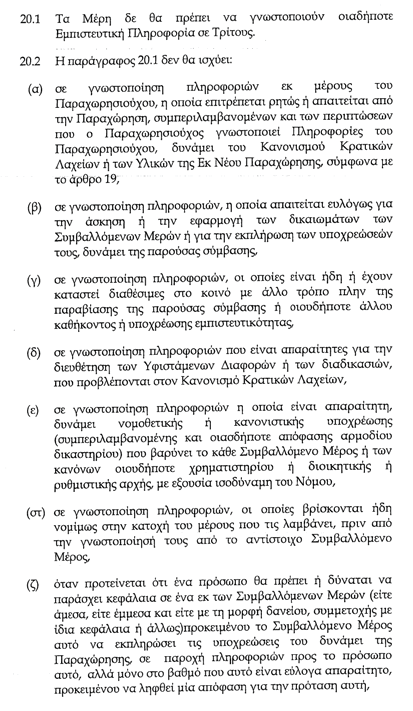 20.1 Τα Μέρη δε θα πρέπει να γνωστοποιούν οιαδήποτε
Εμπιστευτική Πληροφορία σε Τρίτους.
20.2 Η παράγραφος 20.1 δεν θα ισχύει:
(α) σε γνωστοποίηση πληροφοριών εκ μέρους του
Παραχωρησιούχου, η οποία επιτρέπεται ρητώς ή απαιτείται από
την Παραχώρηση, συμπεριλαμβανομένων και των περιπτώσεων
που ο Παραχωρησιούχος γνωστοποιεί Πληροφορίες του
Παραχωρησιούχου, δυνάμει του Κανονισμού Κρατικών
Λαχείων ή των Υλικών της Εκ Νέου Παραχώρησης, σύμφωνα με
το άρθρο 19,
(β) σε γνωστοποίηση πληροφοριών, η οποία απαιτείται ευλόγως για
την άσκηση ή την εφαρμογή των δικαιωμάτων των
Συμβαλλόμενων Μερών ή για την εκπλήρωση των υποχρεώσεών
τους, δυνάμει της παρούσας σύμβασης,
(γ) σε γνωστοποίηση πληροφοριών, οι οποίες είναι ήδη ή έχουν
καταστεί διαθέσιμες στο κοινό με άλλο τρόπο πλην της
παραβίασης της παρούσας σύμβασης ή οιουδήποτε άλλου
καθήκοντος ή υποχρέωσης εμπιστευτικότητας,
(δ) σε γνωστοποίηση πληροφοριών που είναι απαραίτητες για την
διευθέτηση των Υφιστάμενων Διαφορών ή των διαδικασιών,
που προβλέπονται στον Κανονισμό Κρατικών Λαχείων,
(ε) σε γνωστοποίηση πληροφοριών η οποία είναι απαραίτητη,
δυνάμει νομοθετικής ή κανονιστικής υποχρέωσης
(συμπεριλαμβανομένης και οιασδήποτε απόφασης αρμοδίου
δικαστηρίου) που βαρύνει το κάθε Συμβαλλόμενο Μέρος ή των
κανόνων οιουδήποτε χρηματιστηρίου ή διοικητικής ή
ρυθμιστικής αρχής, με εξουσία ισοδύναμη του Νόμου,
(στ) σε γνωστοποίηση πληροφοριών, οι οποίες βρίσκονται ήδη
νομίμως στην κατοχή του μέρους που τις λαμβάνει, πριν από
την γνωστοποίησή τους από το αντίστοιχο Συμβαλλόμενο
Μέρος,
(ζ) όταν προτείνεται ότι ένα πρόσωπο θα πρέπει ή δύναται να
παράσχει κεφάλαια σε ένα εκ των Συμβαλλόμενων Μερών (είτε
άμεσα, είτε έμμεσα και είτε με τη μορφή δανείου, συμμετοχής με
ίδια κεφάλαια ή άλλως)προκειμένου το Συμβαλλόμενο Μέρος
αυτό να εκπληρώσει τις υποχρεώσεις του δυνάμει της
Παραχώρησης, σε παροχή πληροφοριών προς το πρόσωπο
αυτό, αλλά μόνο στο βαθμό που αυτό είναι εύλογα απαραίτητο,
προκειμένου να ληφθεί μία απόφαση για την πρόταση αυτή,